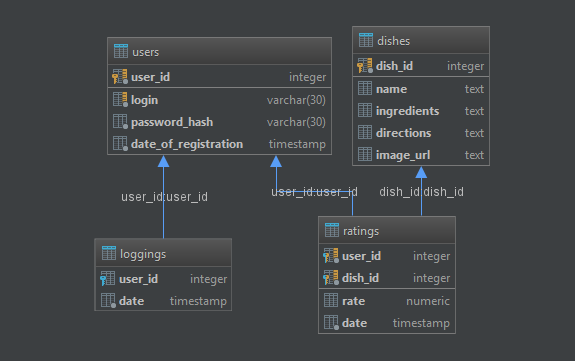 users
user_id integer
login varchar(30)
password_hash varchar(30)
date_of_registration timestamp
dishes
dish_id integer
name text
ingredients text
directions text
image_url text
user_id:user_id
user_id:user_id
dish_id:dish_id
loggings
user_id integer
date timestamp
ratings
user_id integer
dish_id integer
rate numeric
date timestamp